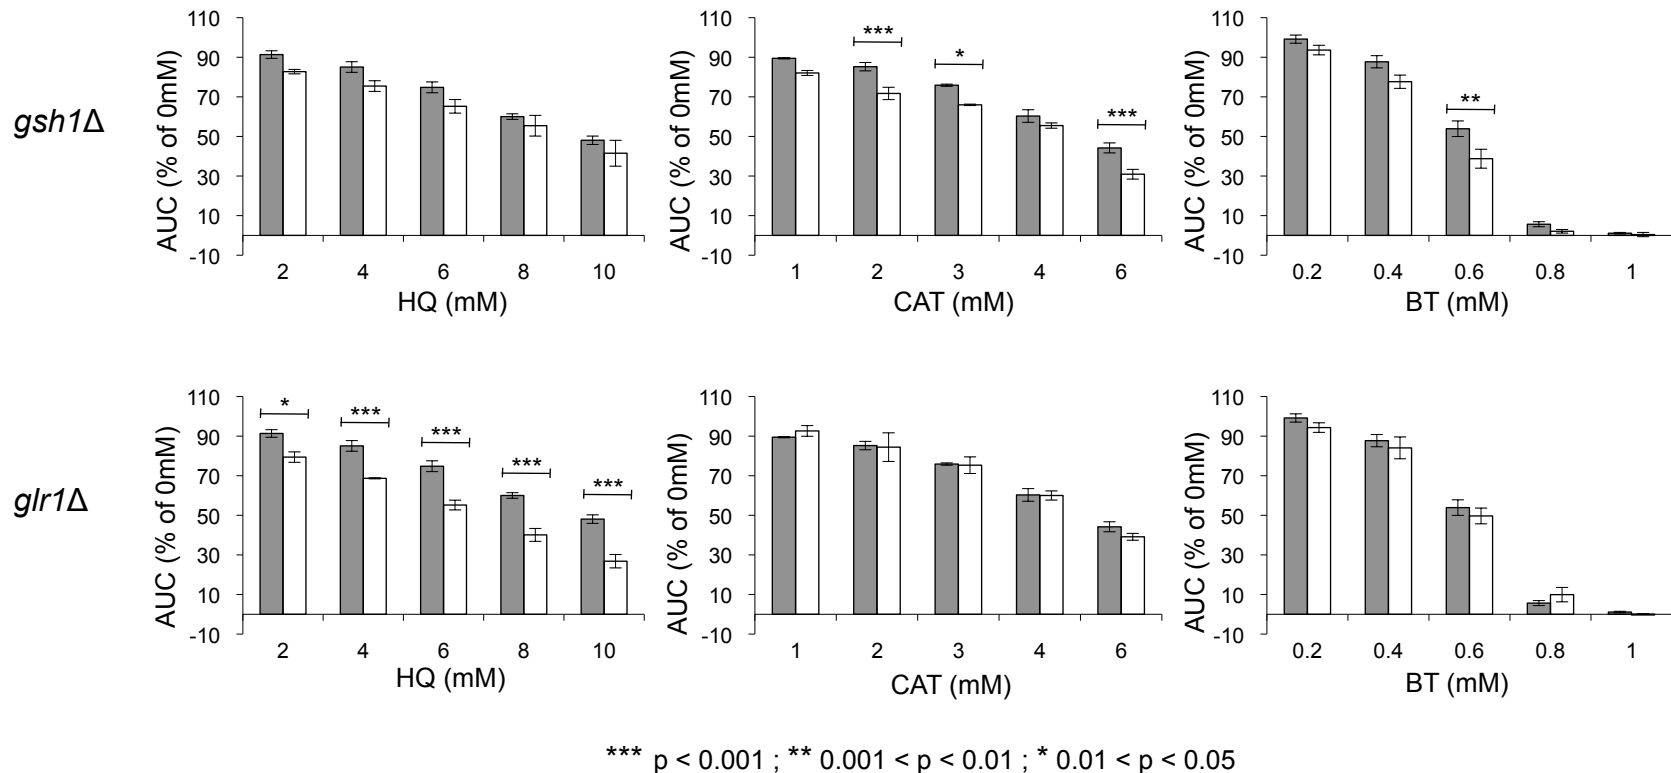 gsh1Δ
AUC (% of 0mM)
110
90
70
50
30
10
-10
2 4 6 8 10
HQ (mM)
AUC (% of 0mM)
110
90
70
50
30
10
-10
*** * ***
1 2 3 4 6
CAT (mM)
AUC (% of 0mM)
110
90
70
50
30
10
-10
**
0.2 0.4 0.6 0.8 1
BT (mM)
glr1Δ
AUC (% of 0mM)
110
90
70
50
30
10
-10
* *** *** *** ***
2 4 6 8 10
HQ (mM)
AUC (% of 0mM)
110
90
70
50
30
10
-10
1 2 3 4 6
CAT (mM)
AUC (% of 0mM)
110
90
70
50
30
10
-10
0.2 0.4 0.6 0.8 1
BT (mM)
*** p < 0.001 ; ** 0.001 < p < 0.01 ; * 0.01 < p < 0.05